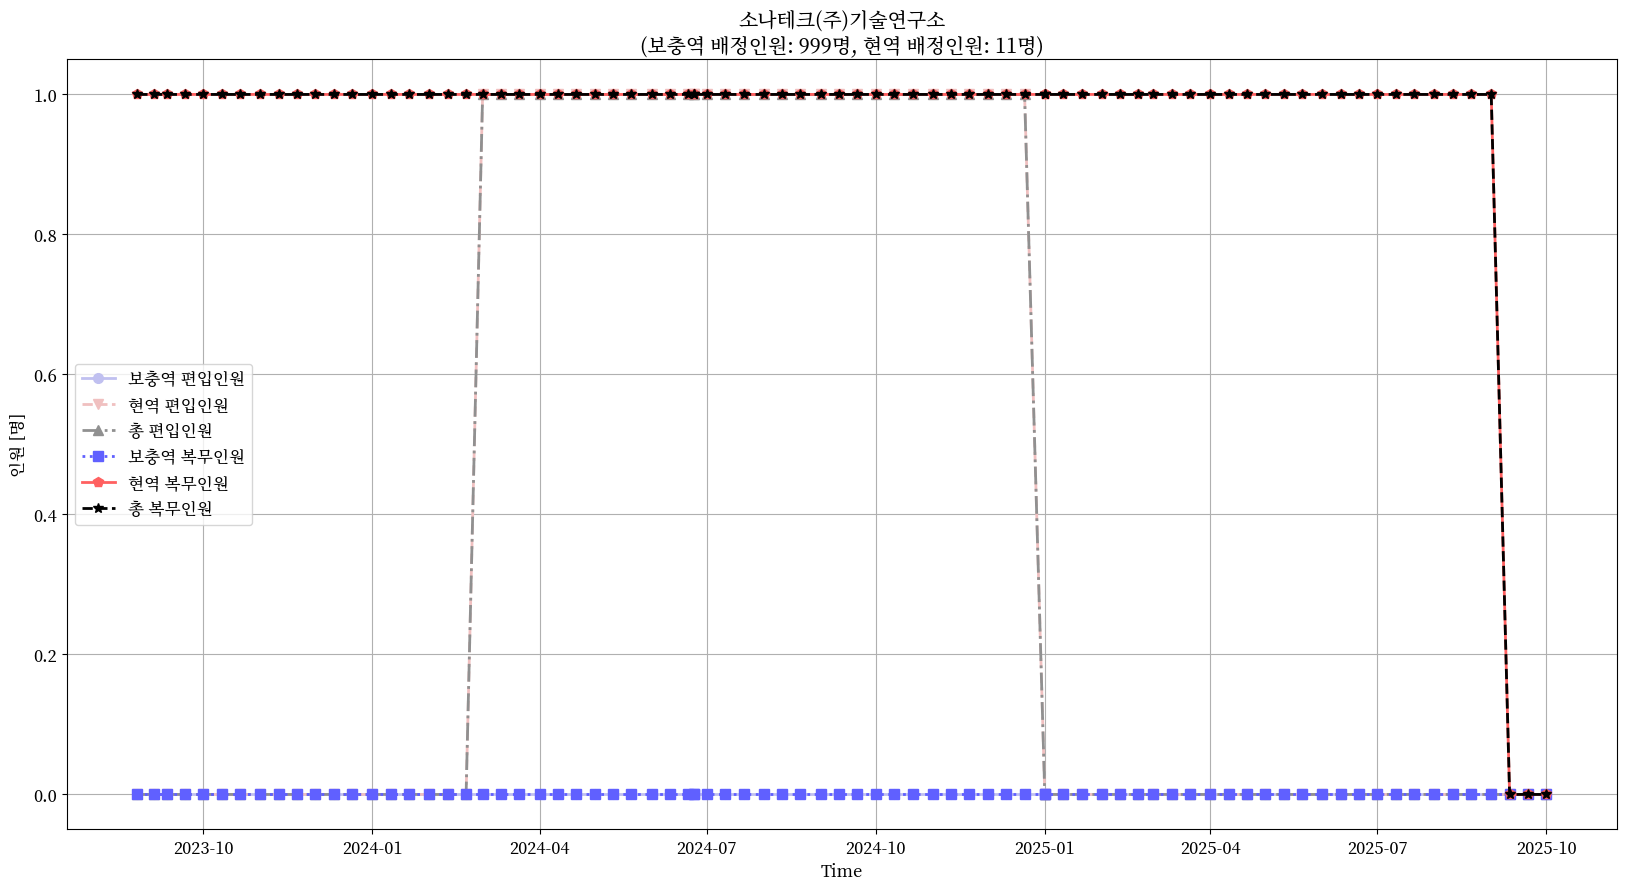 소나테크(주)기술연구소
(보충역 배정인원: 999명, 현역 배정인원: 11명)
1.0
0.8
0.6
0.4
0.2
0.0
인원 [명]
보충역 편입인원
현역 편입인원
총 편입인원
보충역 복무인원
현역 복무인원
총 복무인원
2023-10
2024-01
2024-04
2024-07
2024-10
2025-01
2025-04
2025-07
2025-10
Time